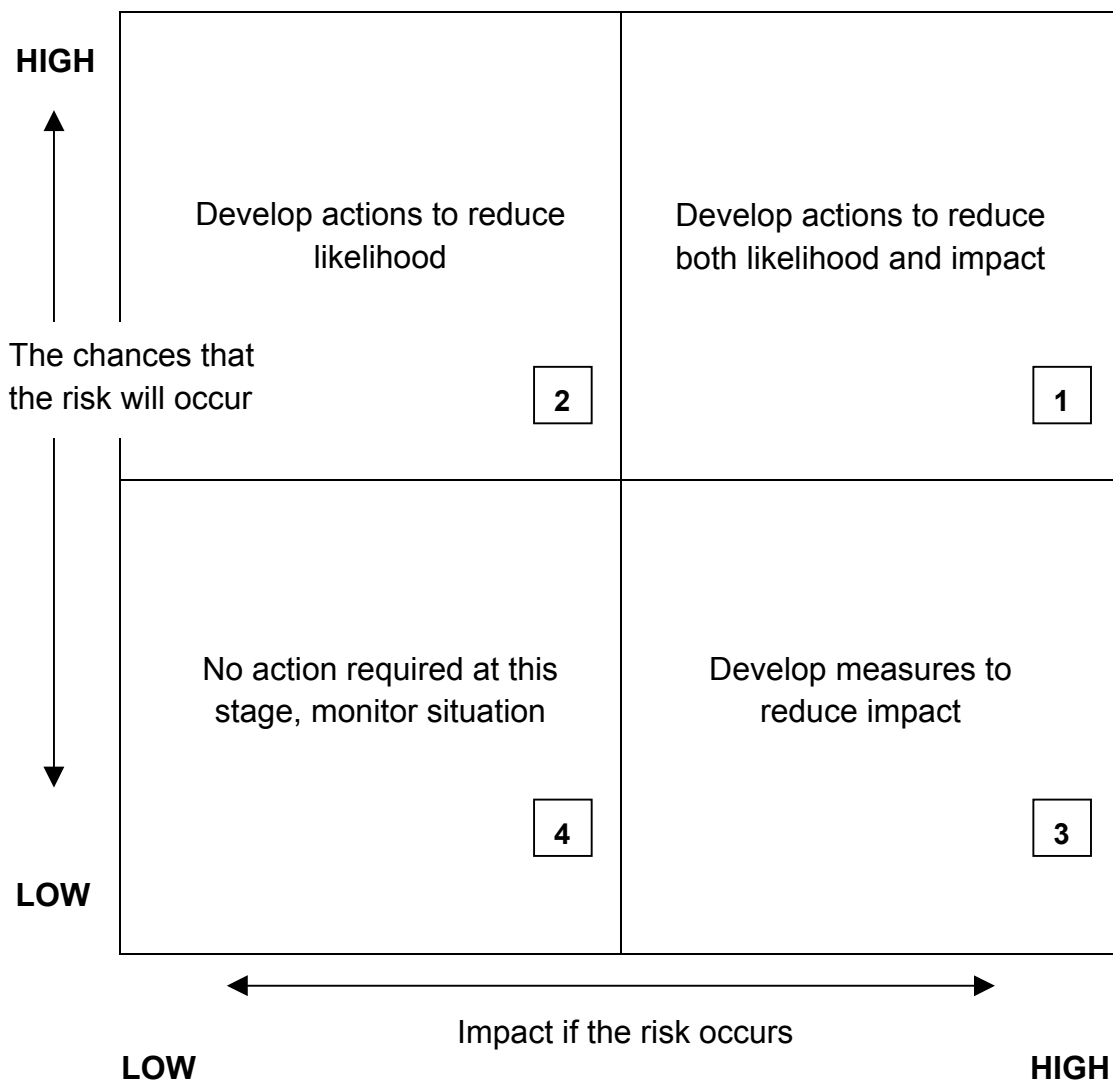 HIGH
Develop actions to reduce
likelihood
Develop actions to reduce
both likelihood and impact
The chances that
the risk will occur
2
1
No action required at this
stage, monitor situation
Develop measures to
reduce impact
4
3
LOW
Impact if the risk occurs
LOW
HIGH